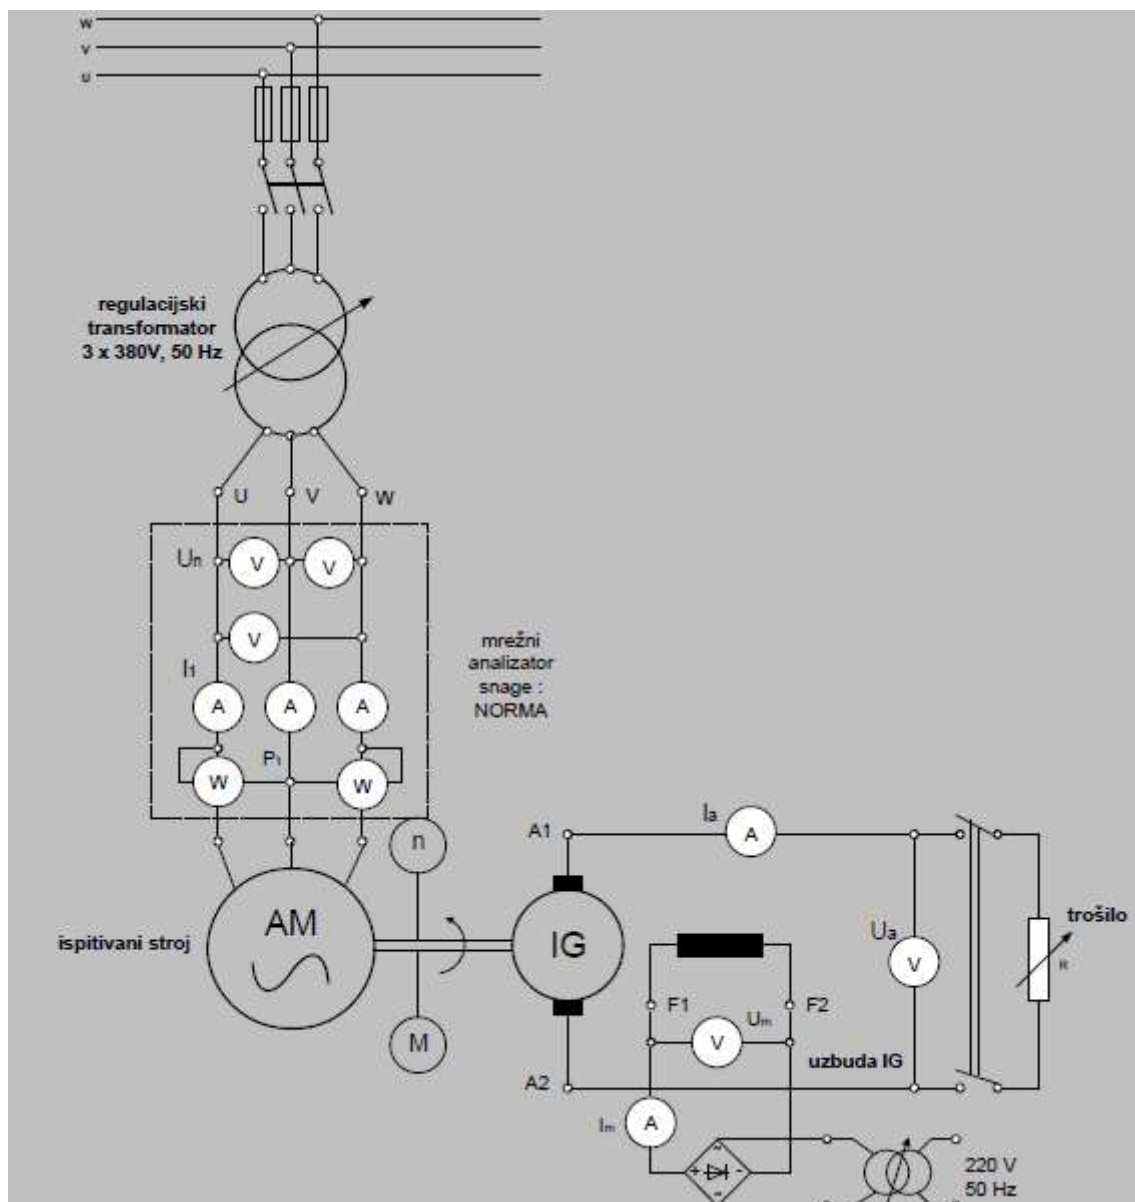 W
V
U
regulacijski
transformator
3 x 380V, 50 Hz
U
V
W
Un
V
V
V
I1
A
A
A
P1
W
W
mrežni
analizator
snage :
NORMA
n
AM
ispitivani stroj
M
IG
A1
Ia
A
Ua
V
trošilo
R
F1
F2
Um
V
uzbuda IG
A2
Im
A
~
+
-
~
220 V
50 Hz